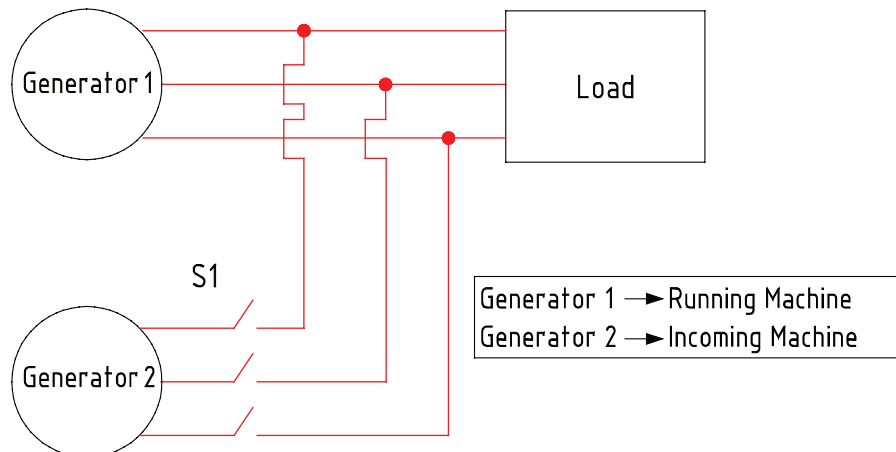 Generator 1
Load
S1
Generator 1 → Running Machine
Generator 2 → Incoming Machine
Generator 2